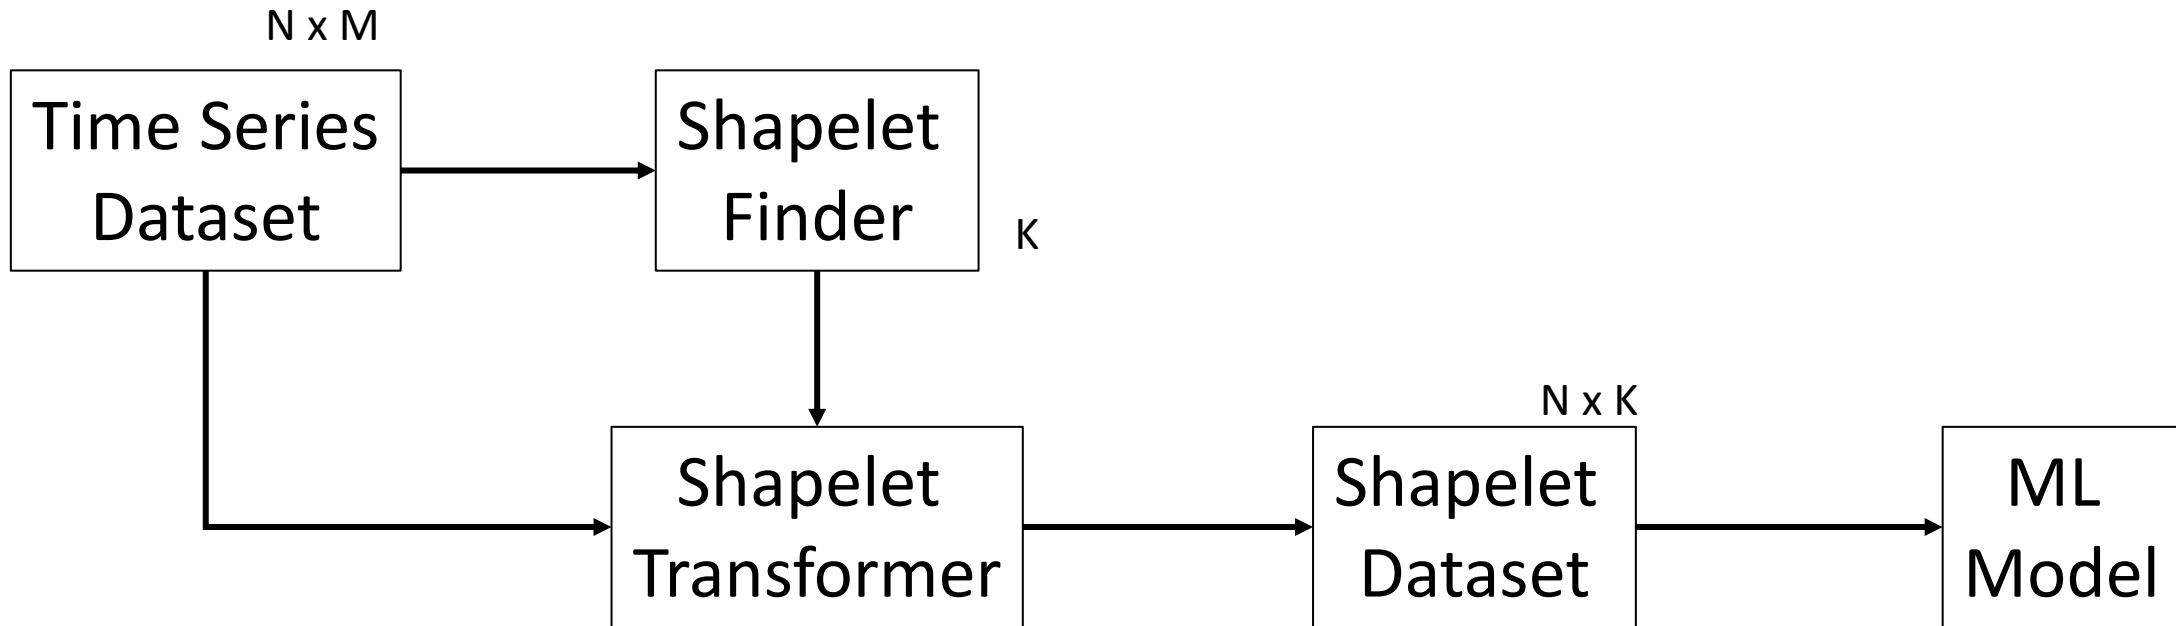 N x M
Time Series
Dataset
Shapelet
Finder
K
Shapelet
Transformer
N x K
Shapelet
Dataset
ML
Model